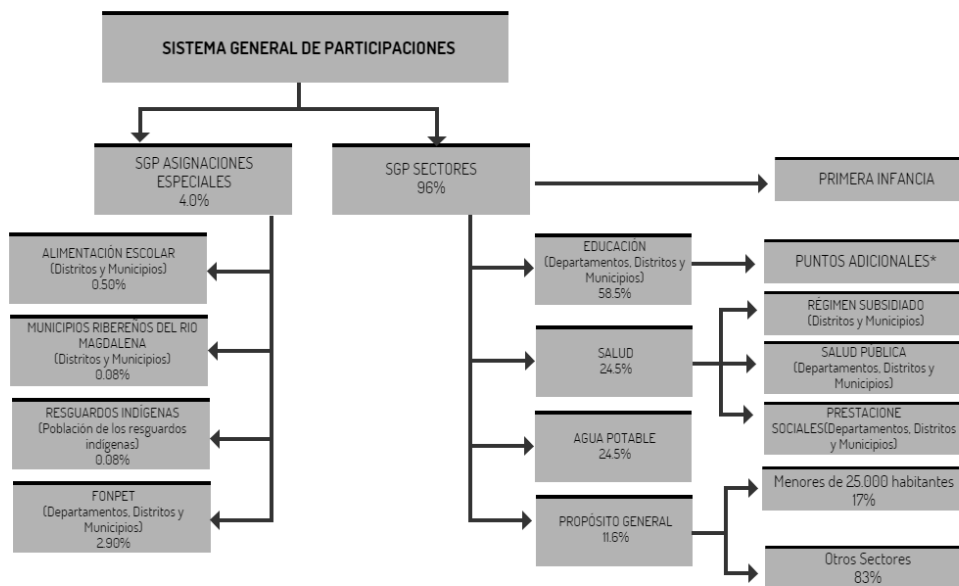 SISTEMA GENERAL DE PARTICIPACIONES
SGP ASIGNACIONES
ESPECIALES
4.0%
SGP SECTORES
96%
PRIMERA INFANCIA
ALIMENTACIÓN ESCOLAR
(Distritos y Municipios)
0.50%
MUNICIPIOS RIBEREÑOS DEL RIO
MAGDALENA
(Distritos y Municipios)
0.08%
RESGUARDOS INDÍGENAS
(Población de los resguardos
indígenas)
0.08%
FONPET
(Departamentos, Distritos y
Municipios)
2.90%
EDUCACIÓN
(Departamentos, Distritos y
Municipios)
58.5%
PUNTOS ADICIONALES*
SALUD
24.5%
RÉGIMEN SUBSIDIADO
(Distritos y Municipios)
SALUD PÚBLICA
(Departamentos, Distritos y
Municipios)
PRESTACIONE
SOCIALES(Departamentos, Distritos
y Municipios)
AGUA POTABLE
24.5%
PROPÓSITO GENERAL
11.6%
Menores de 25.000 habitantes
17%
Otros Sectores
83%